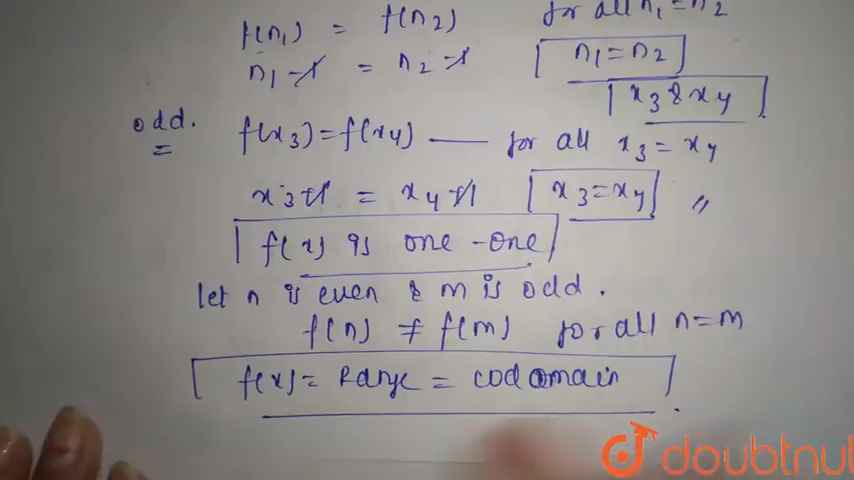 f(n₁) = f(n₂) for all n₁ = n₂
n₁ - 1 = n₂ - 1 n₁ = n₂
x₃ & x₄
odd. f(x₃) = f(x₄) — for all x₃ = x₄
x₃ + 1 = x₄ + 1 x₃ = x₄ "
f(x) is one - one
let n is even & m is odd.
f(n) ≠ f(m) for all n = m
f(x) = Range = codomain
doubtnut